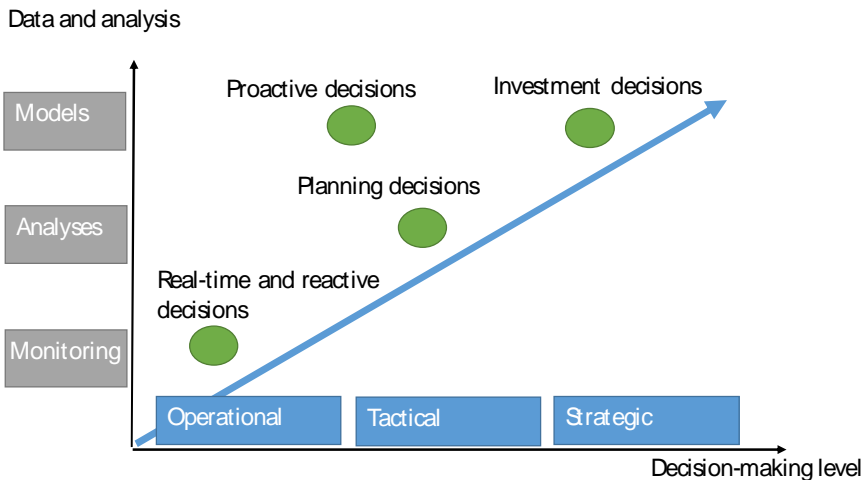 Data and analysis
Proactive decisions
Investment decisions
Models
Planning decisions
Analyses
Real-time and reactive
decisions
Monitoring
Operational
Tactical
Strategic
Decision-making level